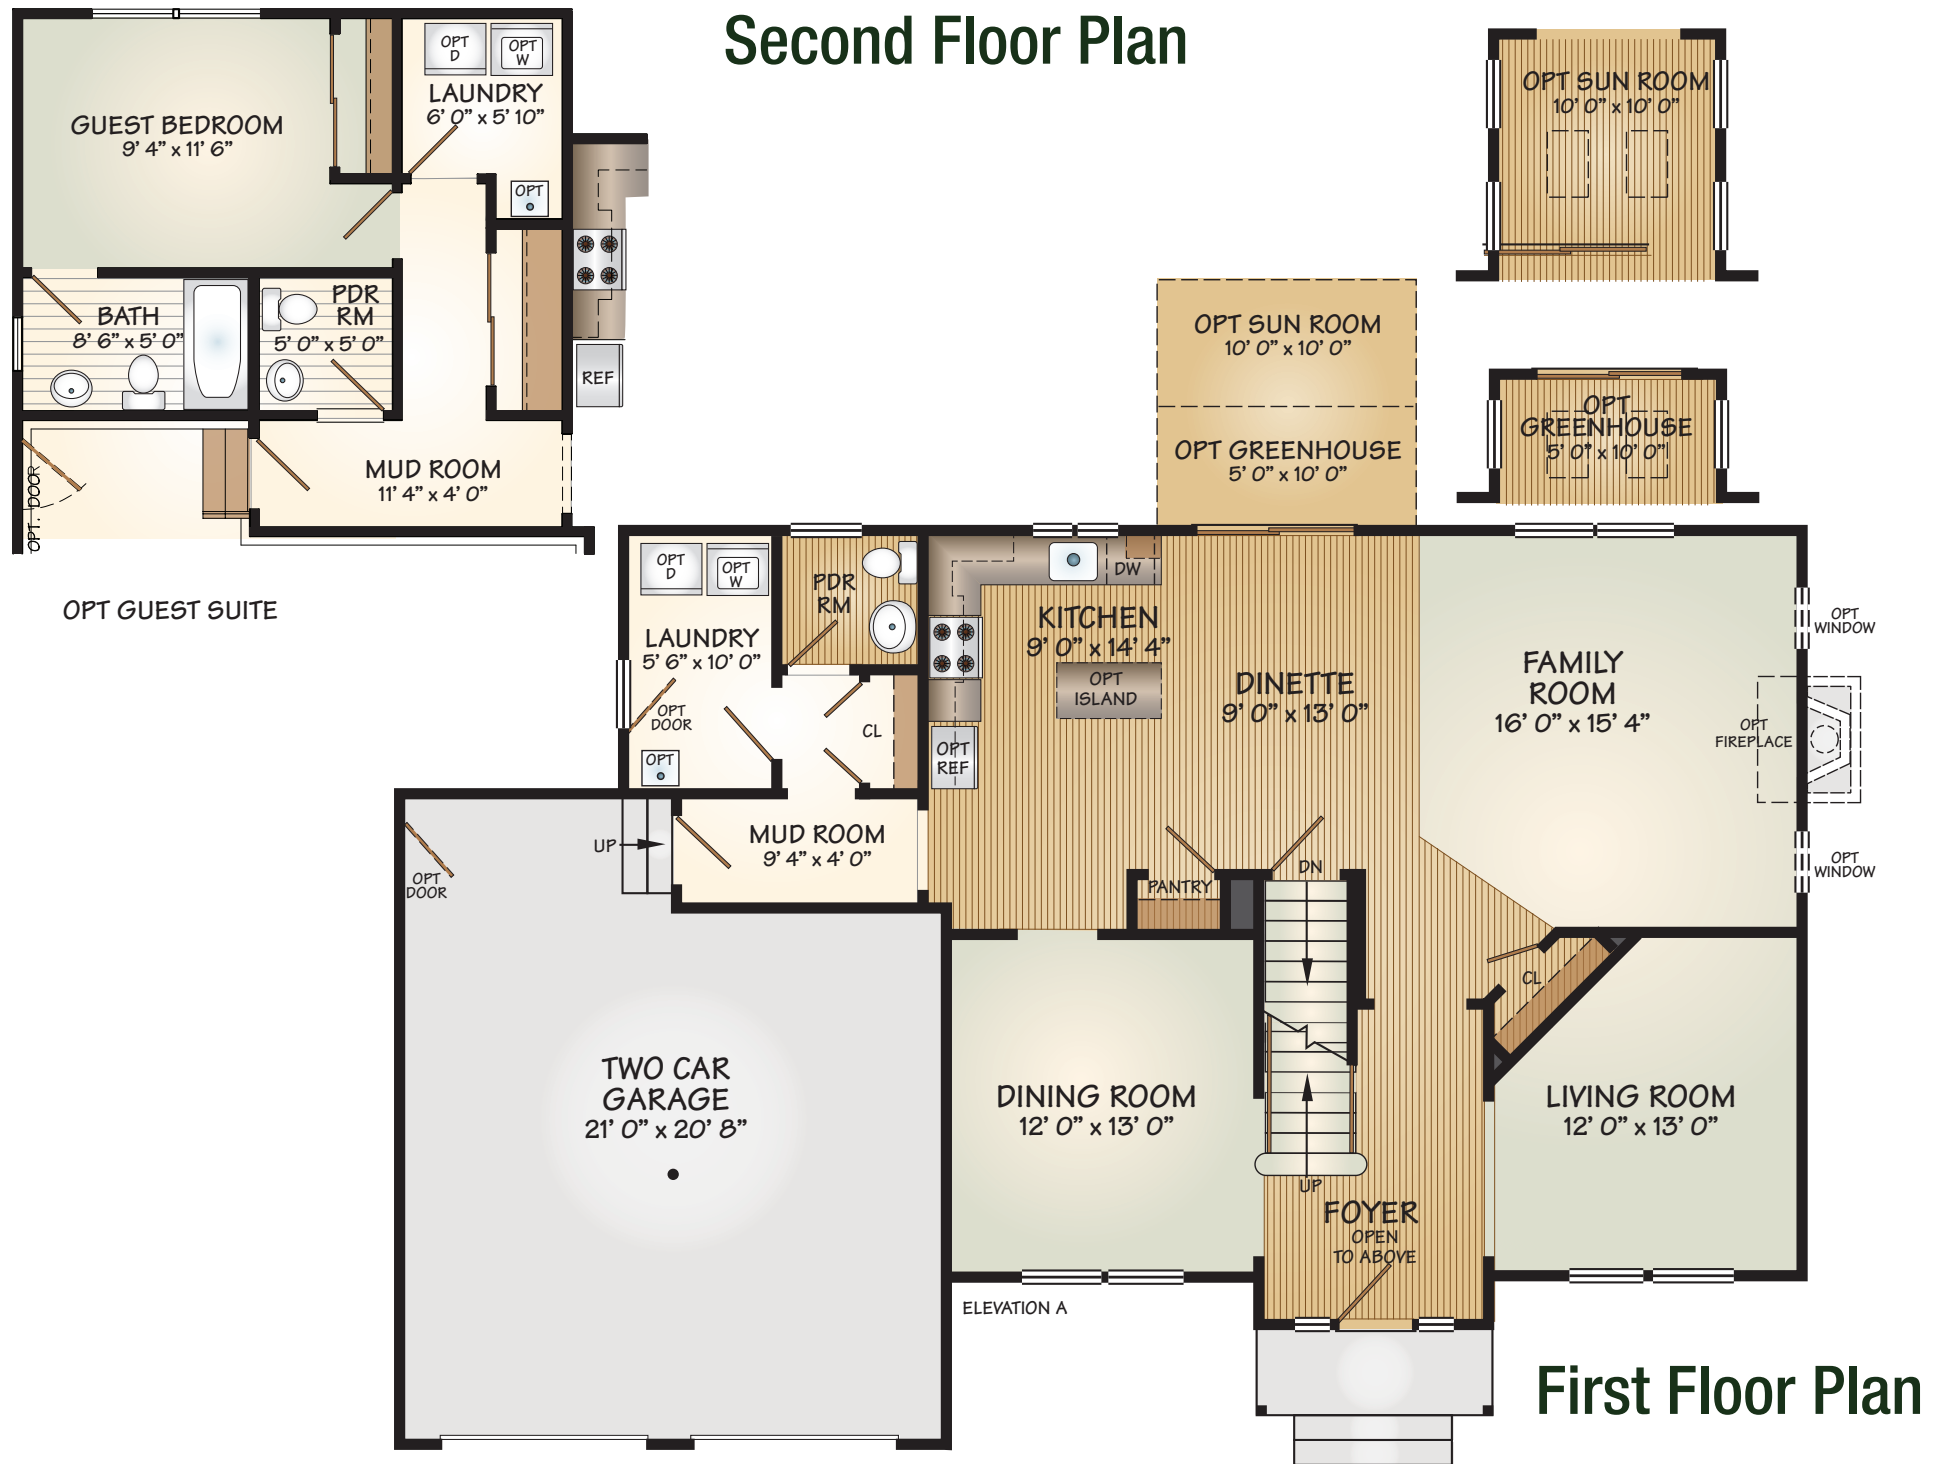 Second Floor Plan
OPT
D
OPT
W
LAUNDRY
6' 0" x 5' 10"
GUEST BEDROOM
9' 4" x 11' 6"
OPT
BATH
8' 6" x 5' 0"
PDR
RM
5' 0" x 5' 0"
REF
MUD ROOM
11' 4" x 4' 0"
OPT. DOOR
OPT GUEST SUITE
OPT SUN ROOM
10' 0" x 10' 0"
OPT SUN ROOM
10' 0" x 10' 0"
OPT GREENHOUSE
5' 0" x 10' 0"
OPT
GREENHOUSE
5' 0" x 10' 0"
OPT
D
OPT
W
PDR
RM
LAUNDRY
5' 6" x 10' 0"
OPT
DOOR
OPT
CL
DW
KITCHEN
9' 0" x 14' 4"
OPT
ISLAND
OPT
REF
DINETTE
9' 0" x 13' 0"
FAMILY
ROOM
16' 0" x 15' 4"
OPT
WINDOW
OPT
FIREPLACE
OPT
WINDOW
UP
MUD ROOM
9' 4" x 4' 0"
OPT
DOOR
PANTRY
DN
CL
TWO CAR
GARAGE
21' 0" x 20' 8"
DINING ROOM
12' 0" x 13' 0"
LIVING ROOM
12' 0" x 13' 0"
UP
FOYER
OPEN
TO ABOVE
ELEVATION A
First Floor Plan